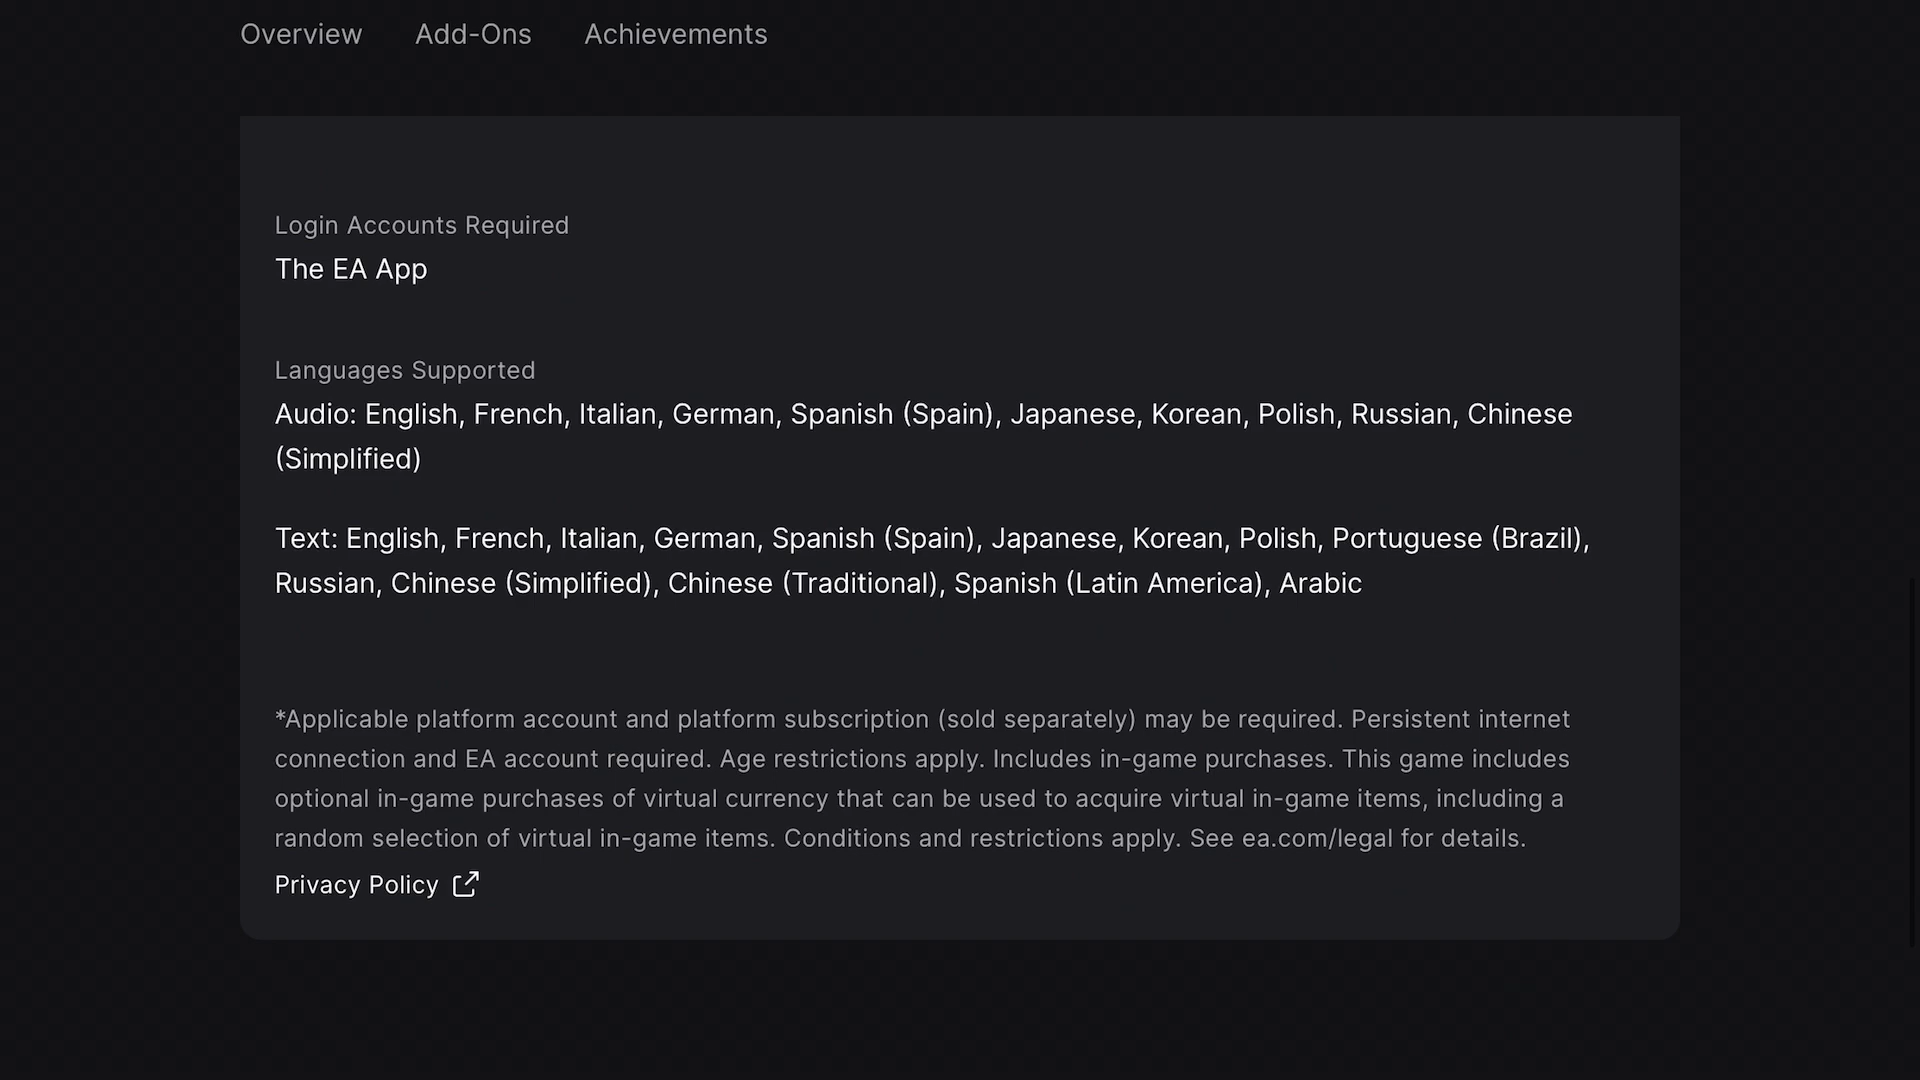 Overview Add-Ons Achievements
Login Accounts Required
The EA App
Languages Supported
Audio: English, French, Italian, German, Spanish (Spain), Japanese, Korean, Polish, Russian, Chinese
(Simplified)
Text: English, French, Italian, German, Spanish (Spain), Japanese, Korean, Polish, Portuguese (Brazil),
Russian, Chinese (Simplified), Chinese (Traditional), Spanish (Latin America), Arabic
*Applicable platform account and platform subscription (sold separately) may be required. Persistent internet
connection and EA account required. Age restrictions apply. Includes in-game purchases. This game includes
optional in-game purchases of virtual currency that can be used to acquire virtual in-game items, including a
random selection of virtual in-game items. Conditions and restrictions apply. See ea.com/legal for details.
Privacy Policy